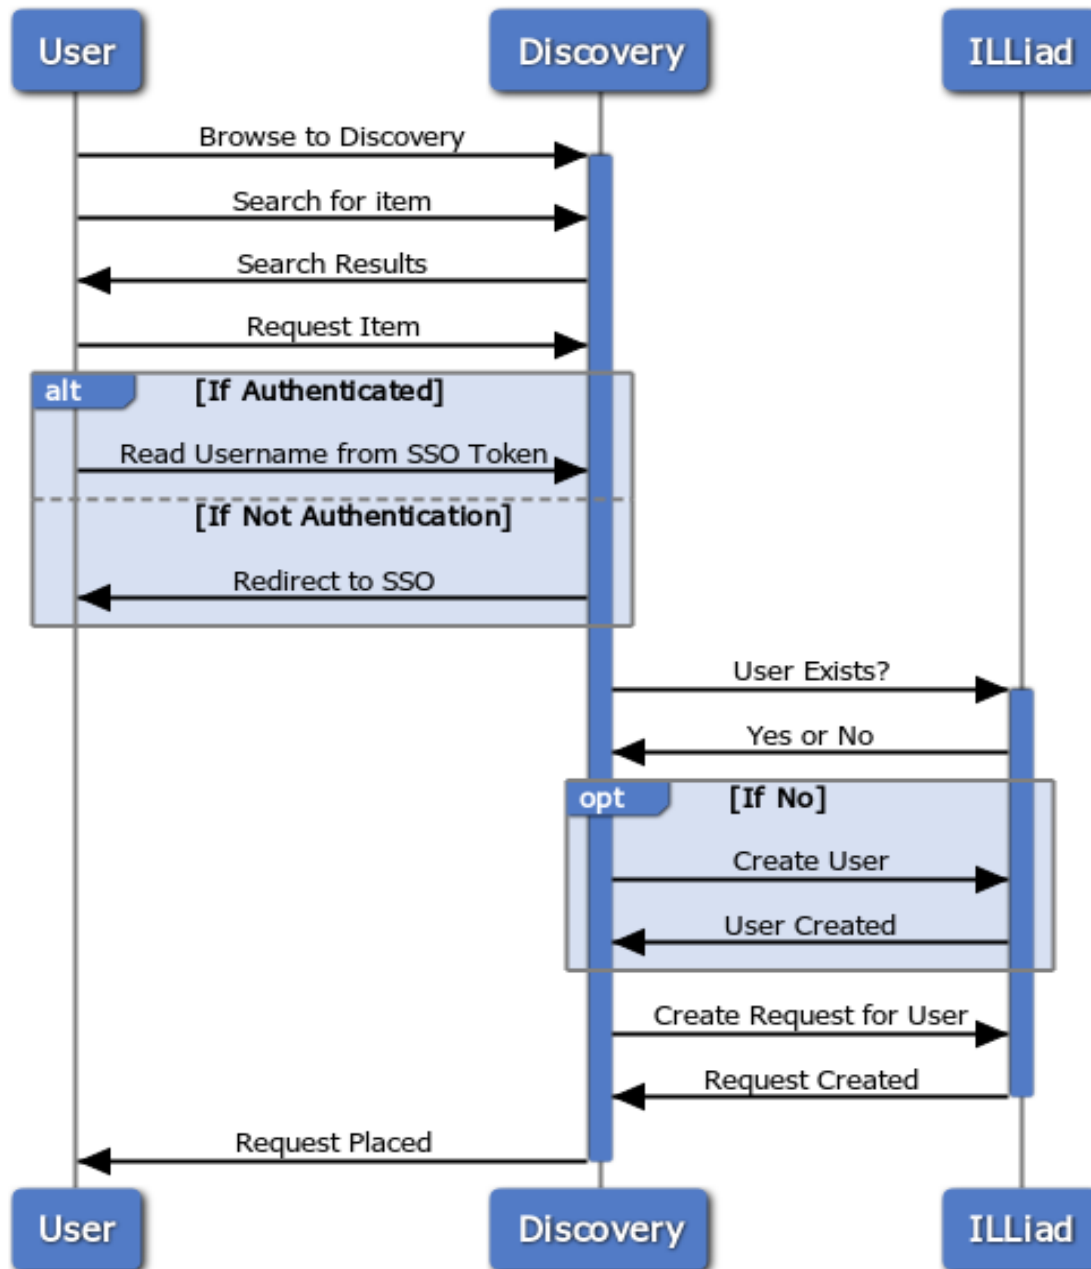 User Discovery ILLiad
Browse to Discovery
Search for item
Search Results
Request Item
alt [If Authenticated]
Read Username from SSO Token
[If Not Authentication]
Redirect to SSO
User Exists?
Yes or No
opt [If No]
Create User
User Created
Create Request for User
Request Created
Request Placed
User Discovery ILLiad